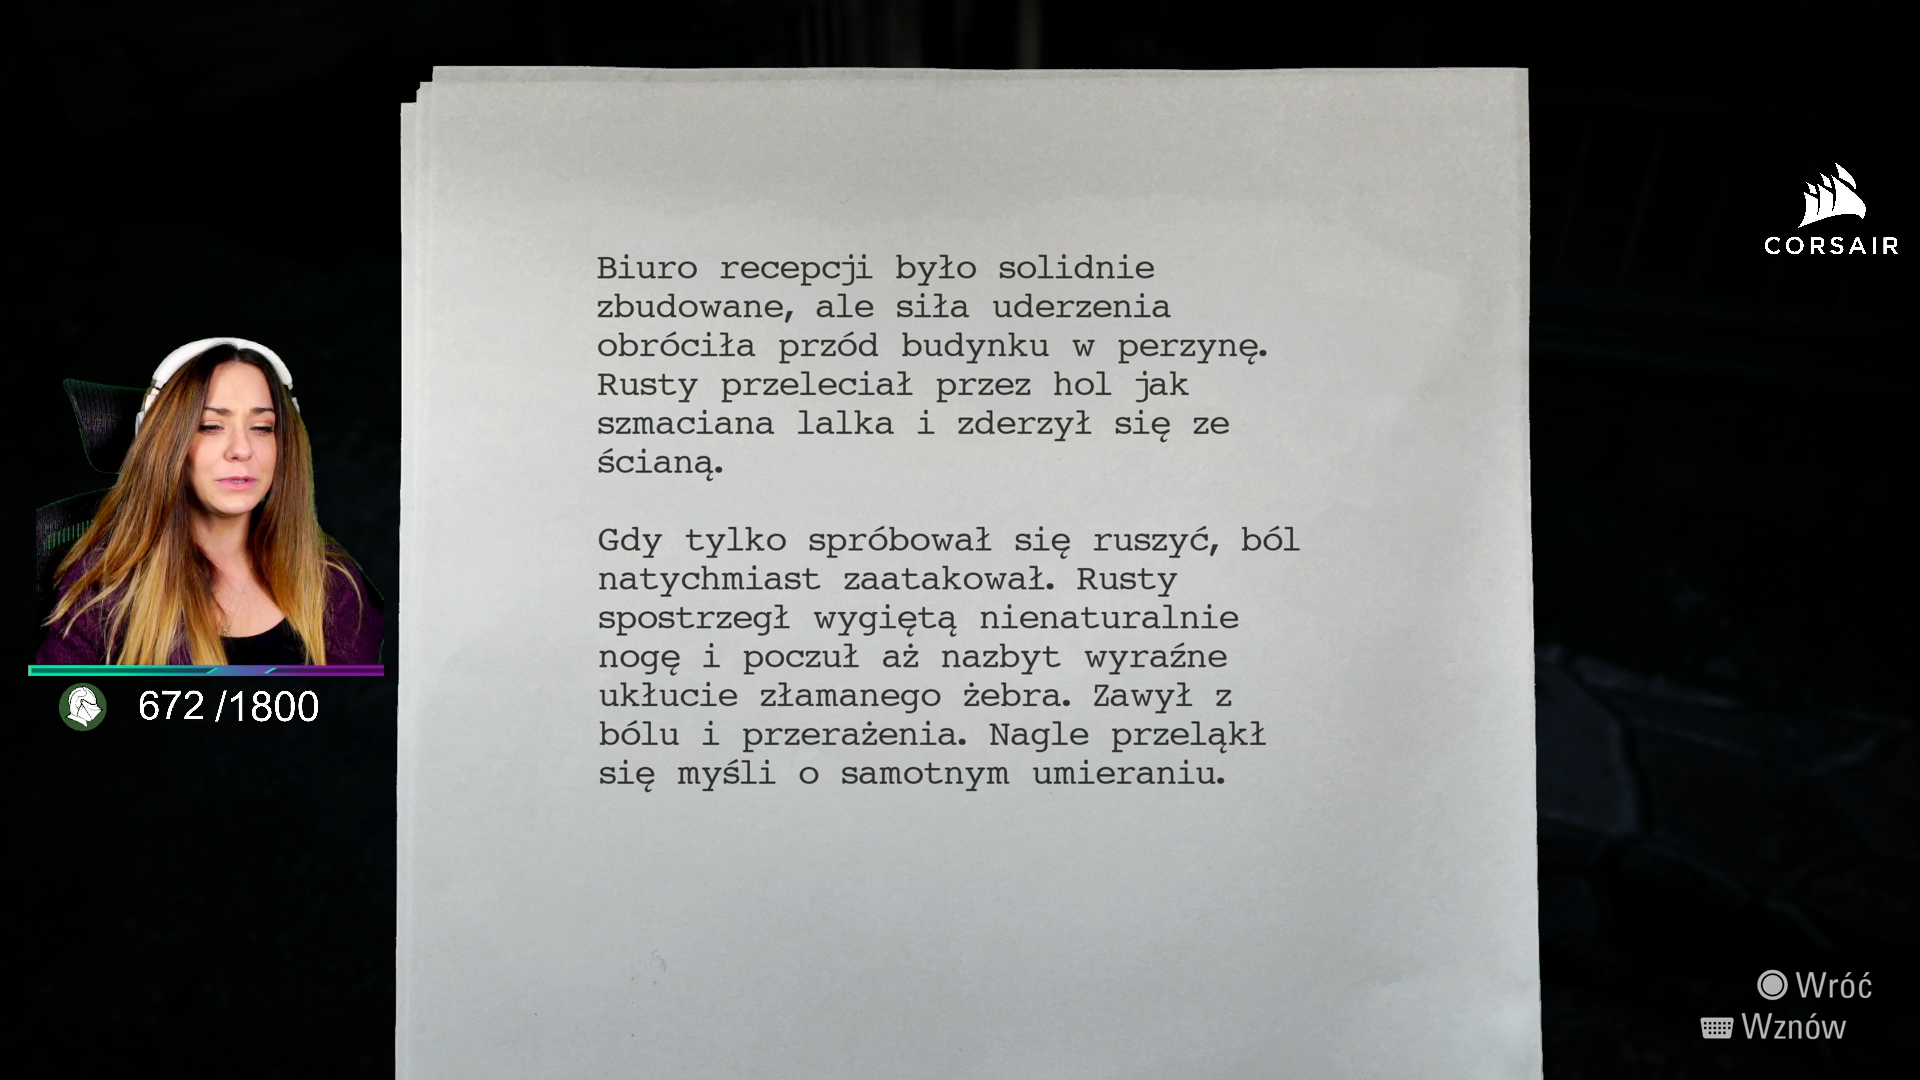 Biuro recepcji było solidnie
zbudowane, ale siła uderzenia
obróciła przód budynku w perzynę.
Rusty przeleciał przez hol jak
szmaciana lalka i zderzył się ze
ścianą.
Gdy tylko spróbował się ruszyć, ból
natychmiast zaatakował. Rusty
spostrzegł wygiętą nienaturalnie
nogę i poczuł aż nazbyt wyraźne
ukłucie złamanego żebra. Zawył z
bólu i przerażenia. Nagle przeląkł
się myśli o samotnym umieraniu.
CORSAIR
672 /1800
Wróć
Wznów